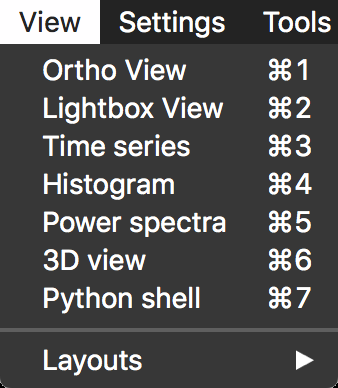 View Settings Tools
Ortho View ⌘1
Lightbox View ⌘2
Time series ⌘3
Histogram ⌘4
Power spectra ⌘5
3D view ⌘6
Python shell ⌘7
Layouts ▶